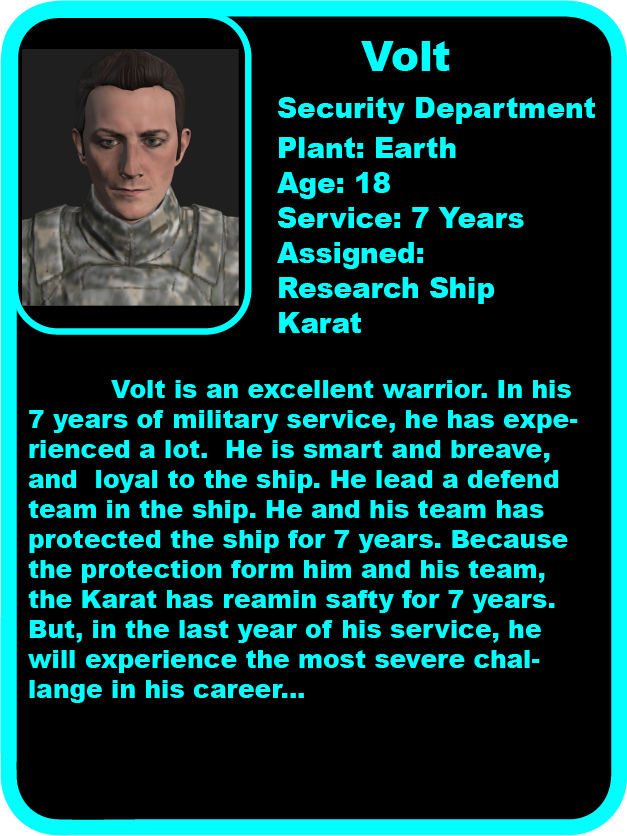 Volt
Security Department
Plant: Earth
Age: 18
Service: 7 Years
Assigned:
Research Ship
Karat
Volt is an excellent warrior. In his
7 years of military service, he has expe-
rienced a lot.  He is smart and breave,
and  loyal to the ship. He lead a defend
team in the ship. He and his team has
protected the ship for 7 years. Because
the protection form him and his team,
the Karat has reamin safty for 7 years.
But, in the last year of his service, he
will experience the most severe chal-
lange in his career...